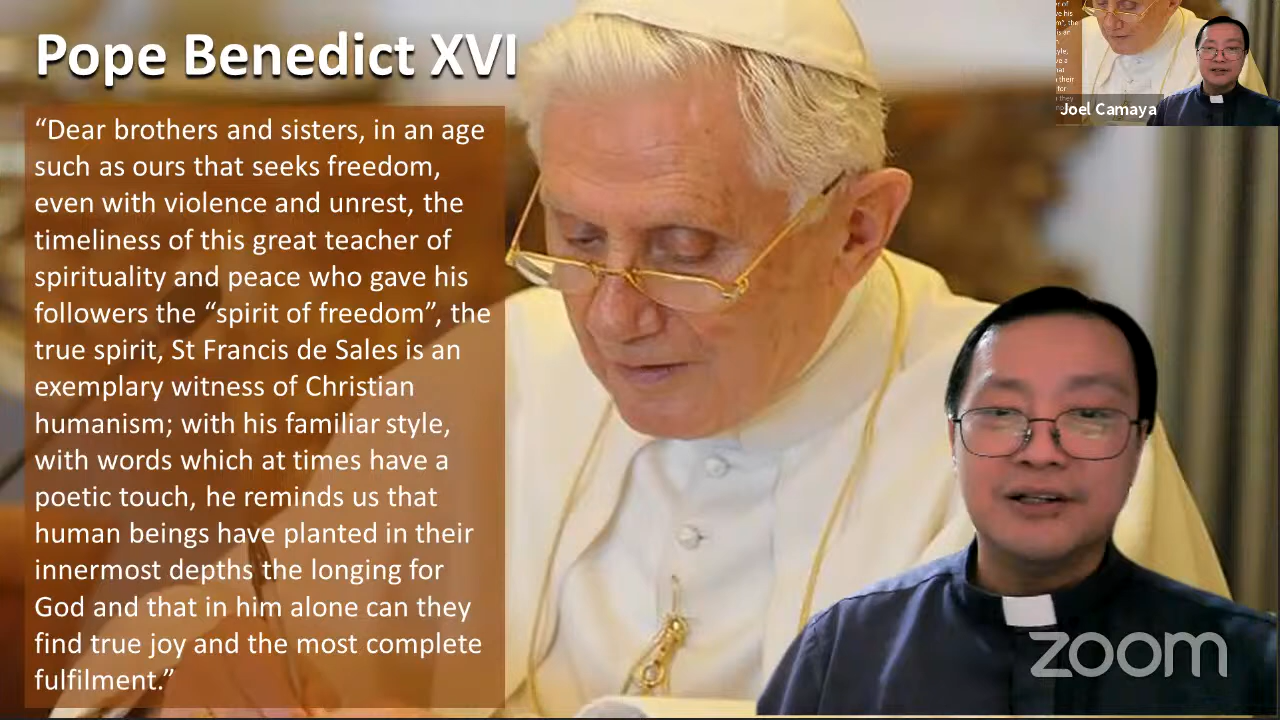 Pope Benedict XVI
“Dear brothers and sisters, in an age
such as ours that seeks freedom,
even with violence and unrest, the
timeliness of this great teacher of
spirituality and peace who gave his
followers the “spirit of freedom”, the
true spirit, St Francis de Sales is an
exemplary witness of Christian
humanism; with his familiar style,
with words which at times have a
poetic touch, he reminds us that
human beings have planted in their
innermost depths the longing for
God and that in him alone can they
find true joy and the most complete
fulfilment.”
Joel Camaya
zoom